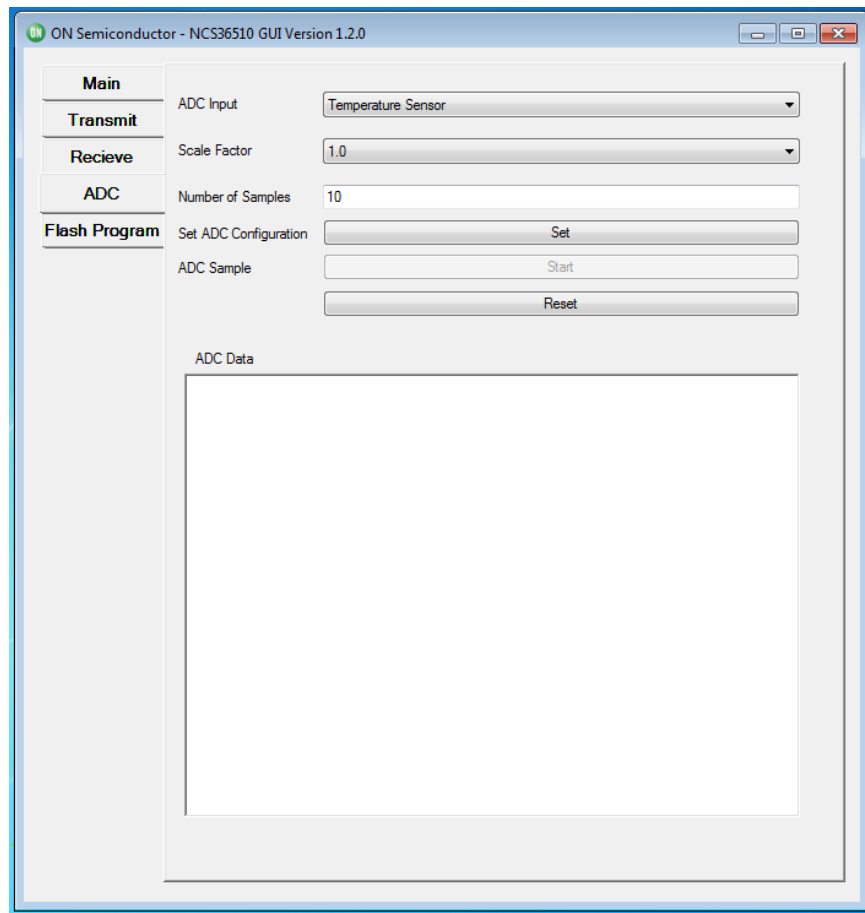 ON ON Semiconductor - NCS36510 GUI Version 1.2.0
Main
Transmit
Recieve
ADC
Flash Program
ADC Input Temperature Sensor
Scale Factor 1.0
Number of Samples 10
Set ADC Configuration Set
ADC Sample Start
Reset
ADC Data